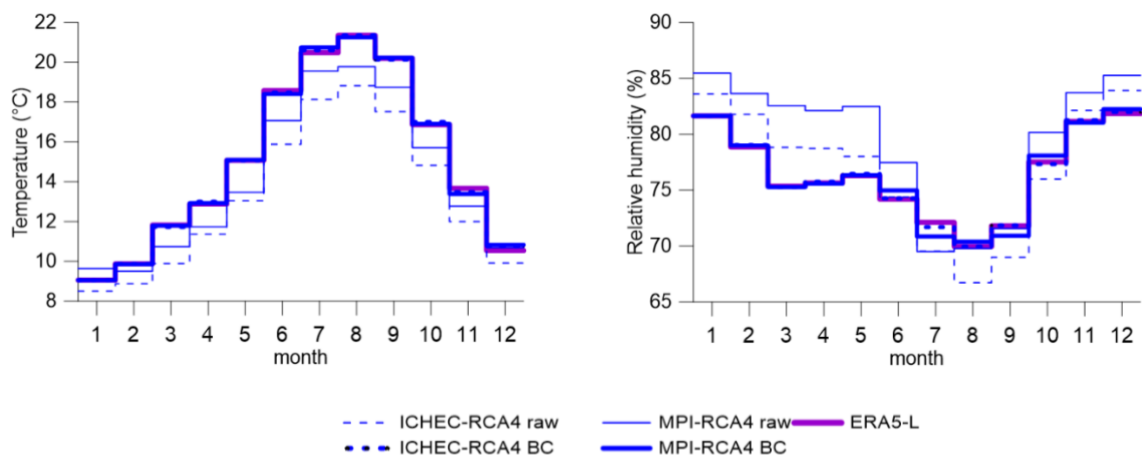 Temperature (°C)
22
20
18
16
14
12
10
8
1 2 3 4 5 6 7 8 9 10 11 12
month
Relative humidity (%)
90
85
80
75
70
65
1 2 3 4 5 6 7 8 9 10 11 12
month
ICHEC-RCA4 raw MPI-RCA4 raw ERA5-L
ICHEC-RCA4 BC MPI-RCA4 BC